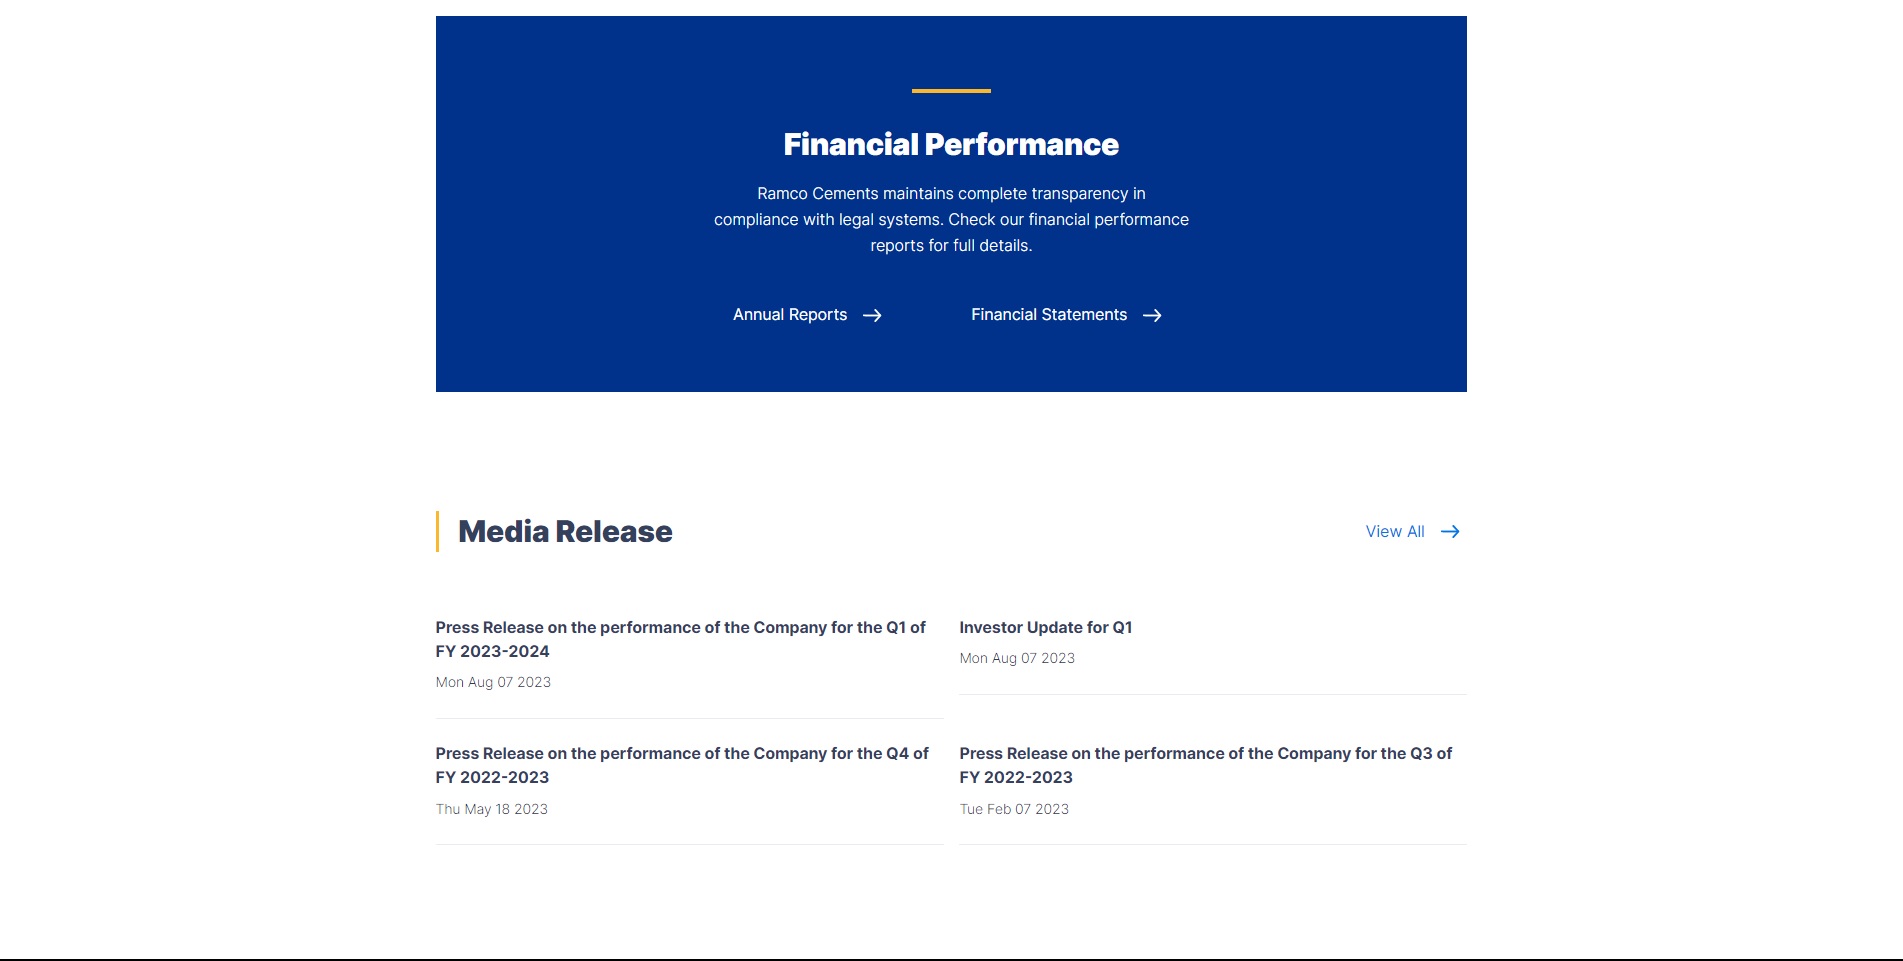 Financial Performance
Ramco Cements maintains complete transparency in
compliance with legal systems. Check our financial performance
reports for full details.
Annual Reports
Financial Statements
Media Release
View All
Press Release on the performance of the Company for the Q1 of
FY 2023-2024
Mon Aug 07 2023
Investor Update for Q1
Mon Aug 07 2023
Press Release on the performance of the Company for the Q4 of
FY 2022-2023
Thu May 18 2023
Press Release on the performance of the Company for the Q3 of
FY 2022-2023
Tue Feb 07 2023